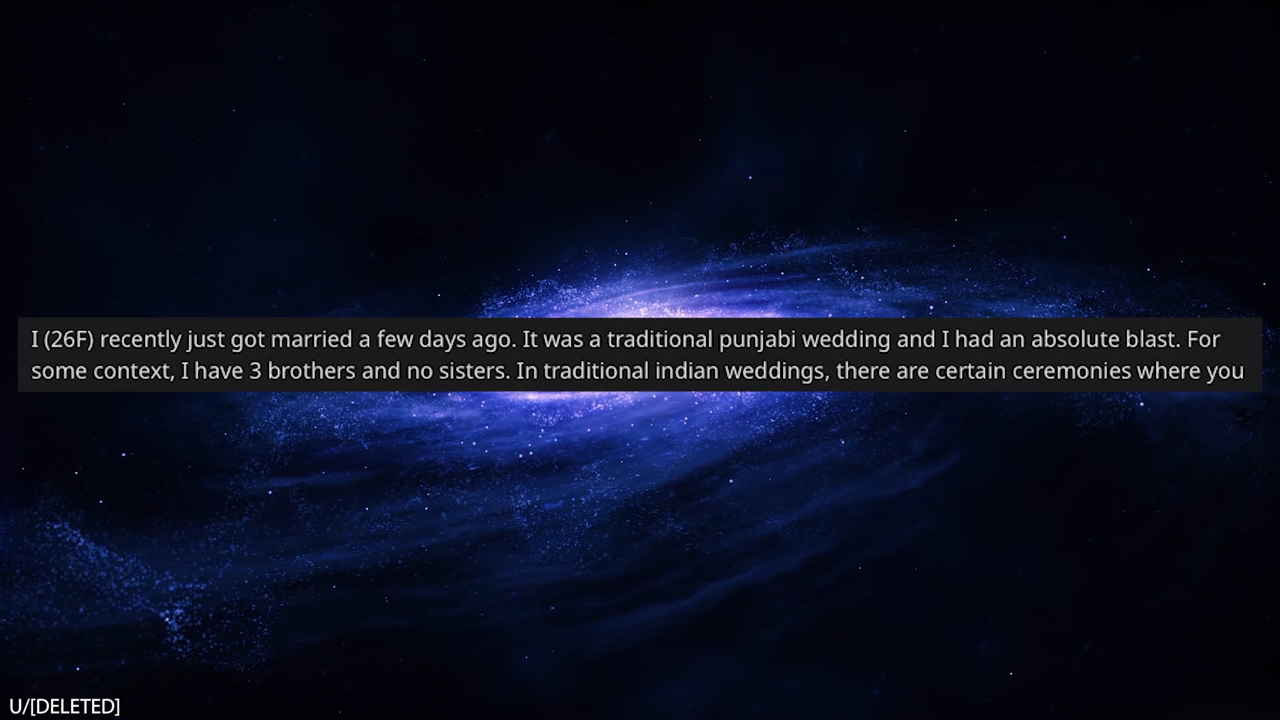 I (26F) recently just got married a few days ago. It was a traditional punjabi wedding and I had an absolute blast. For
some context, I have 3 brothers and no sisters. In traditional indian weddings, there are certain ceremonies where you
U/[DELETED]